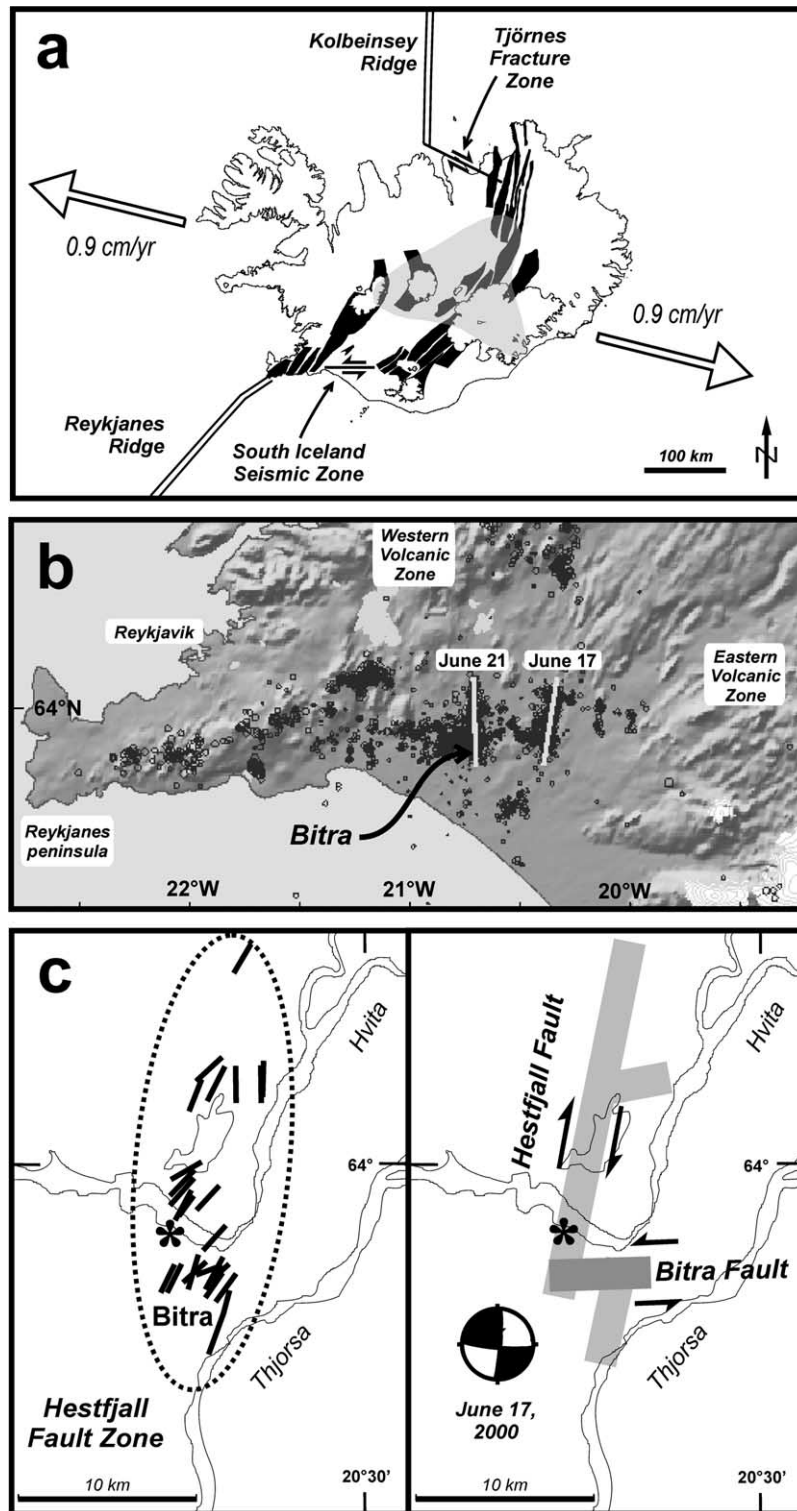 a
Kolbeinsey
Ridge
Tjörnes
Fracture
Zone
0.9 cm/yr
0.9 cm/yr
Reykjanes
Ridge
South Iceland
Seismic Zone
100 km
N
b
Western
Volcanic
Zone
Reykjavik
June 21
June 17
Eastern
Volcanic
Zone
64°N
Bitra
Reykjanes
peninsula
22°W
21°W
20°W
c
Hvita
64°
*
Bitra
Thjorsa
Hestfjall
Fault Zone
10 km
20°30'
Hestfjall Fault
Hvita
64°
*
Bitra Fault
Thjorsa
June 17,
2000
10 km
20°30'